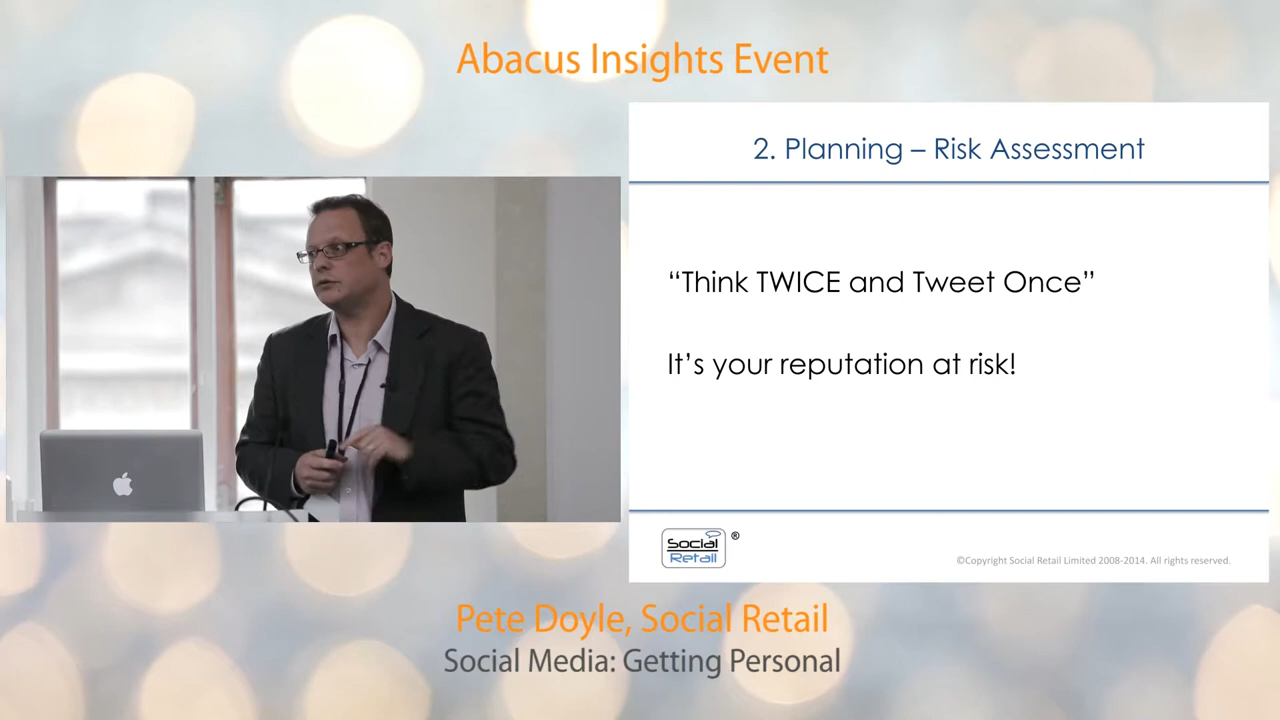 Abacus Insights Event
2. Planning – Risk Assessment
“Think TWICE and Tweet Once”
It’s your reputation at risk!
Social
Retail
®
©Copyright Social Retail Limited 2008-2014. All rights reserved.
Pete Doyle, Social Retail
Social Media: Getting Personal